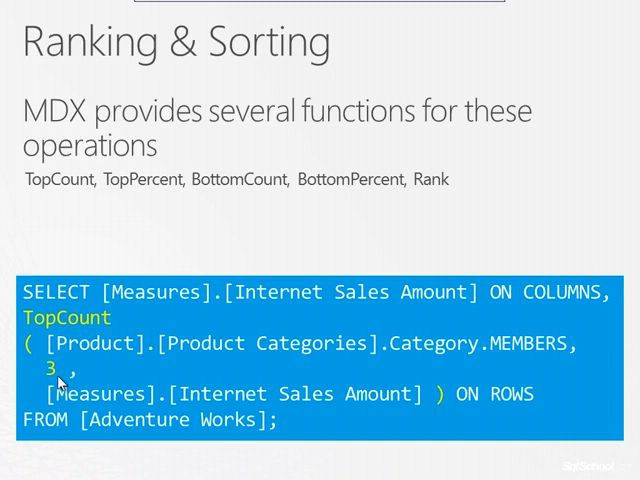 Ranking & Sorting
MDX provides several functions for these
operations
TopCount, TopPercent, BottomCount, BottomPercent, Rank
SELECT [Measures].[Internet Sales Amount] ON COLUMNS,
TopCount
( [Product].[Product Categories].Category.MEMBERS,
3 ,
[Measures].[Internet Sales Amount] ) ON ROWS
FROM [Adventure Works];
SqlSchool